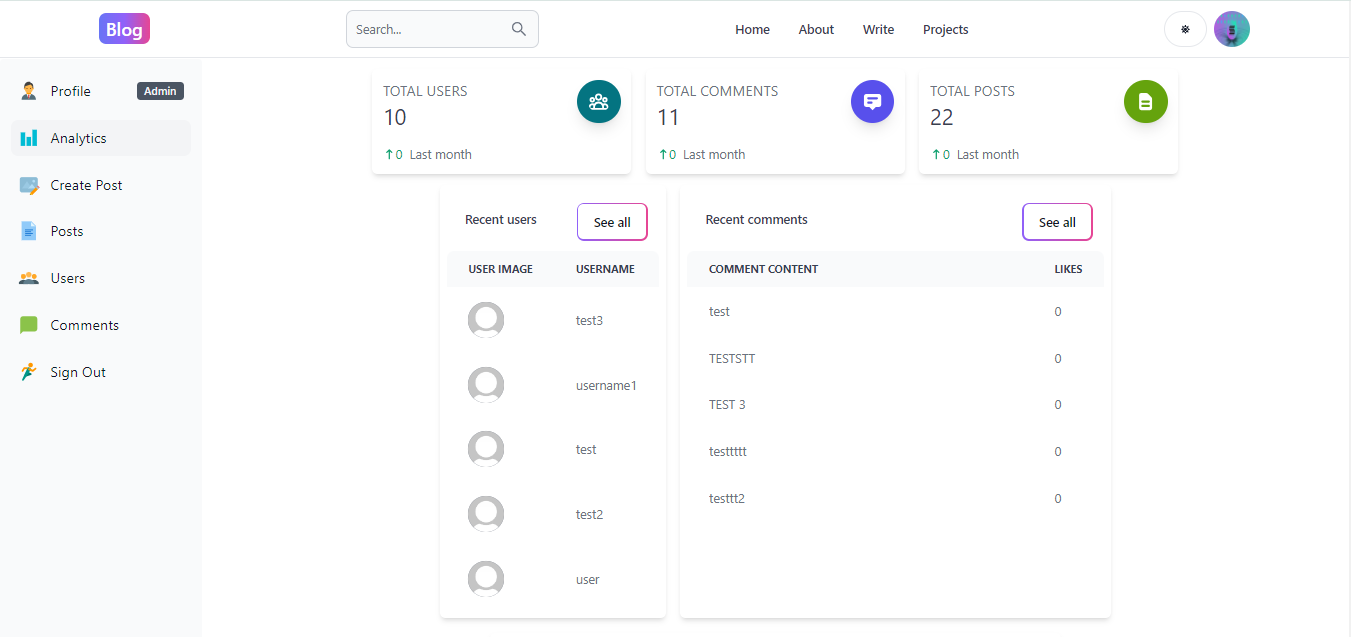 Blog
Search...
Home About Write Projects
Profile Admin
Analytics
Create Post
Posts
Users
Comments
Sign Out
TOTAL USERS
10
0 Last month
TOTAL COMMENTS
11
0 Last month
TOTAL POSTS
22
0 Last month
Recent users See all
USER IMAGE USERNAME
test3
username1
test
test2
user
Recent comments See all
COMMENT CONTENT LIKES
test 0
TESTSTT 0
TEST 3 0
testtttt 0
testtt2 0